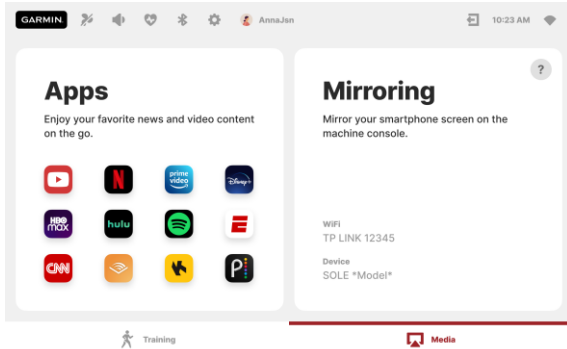 GARMIN
AnnaJsn
10:23 AM
Apps
Enjoy your favorite news and video content
on the go.
prime
video
Disney+
HBO
max
hulu
E
CNN
P
Mirroring
?
Mirror your smartphone screen on the
machine console.
WiFi
TP LINK 12345
Device
SOLE *Model*
Training
Media